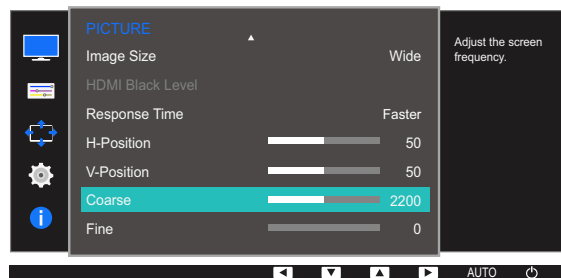 PICTURE
Image Size Wide
HDMI Black Level
Response Time Faster
H-Position 50
V-Position 50
Coarse 2200
Fine 0
Adjust the screen
frequency.
AUTO